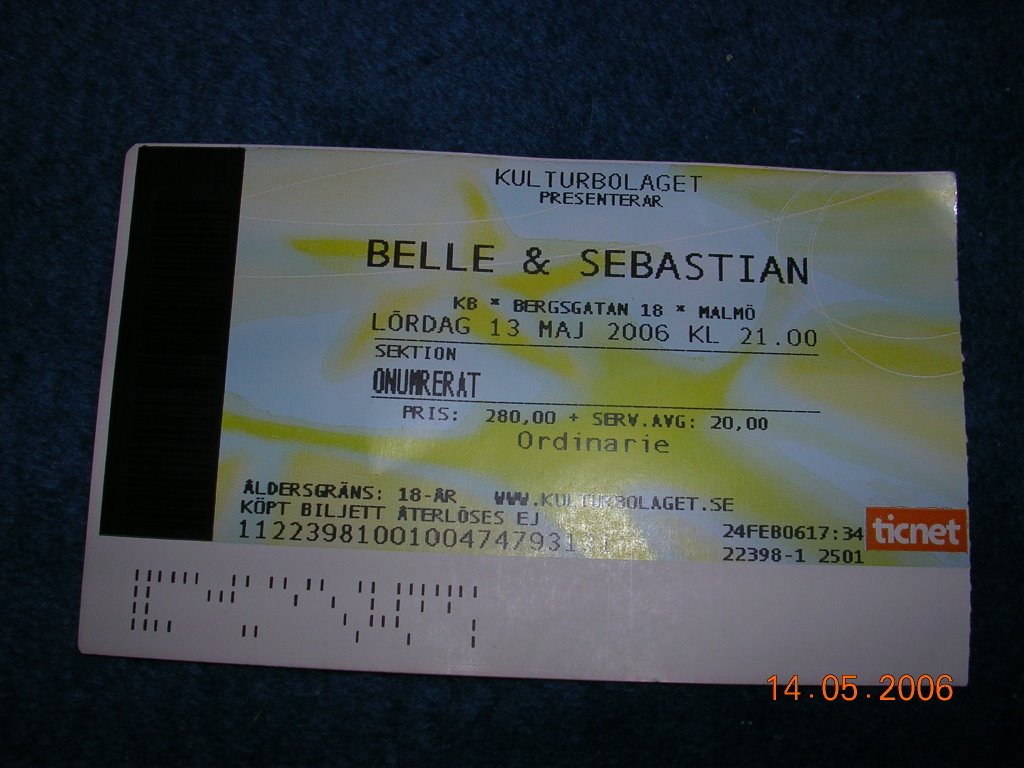 KULTURBOLAGET
PRESENTERAR
BELLE & SEBASTIAN
KB * BERGSGATAN 18 * MALMÖ
LÖRDAG 13 MAJ 2006 KL 21.00
SEKTION
ONUMRERAT
PRIS: 280,00 + SERV.AVG: 20,00
Ordinarie
ÅLDERSGRÄNS: 18-ÅR WWW.KULTURBOLAGET.SE
KÖPT BILJETT ÅTERLÖSES EJ
24FEB0617:34
22398-1 2501
ticnet
14.05.2006